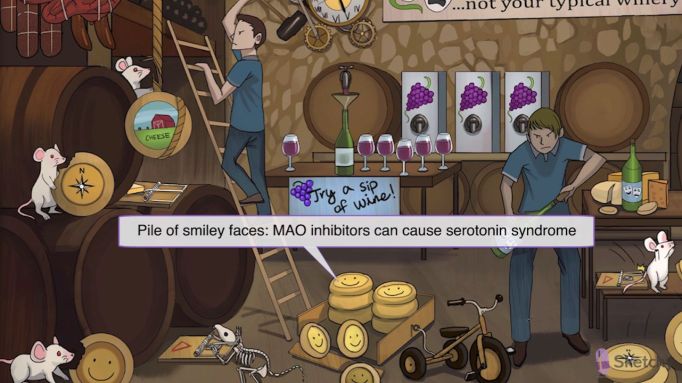 ...not your typical winery
CHEESE
N
Try a sip
of wine!
Pile of smiley faces: MAO inhibitors can cause serotonin syndrome